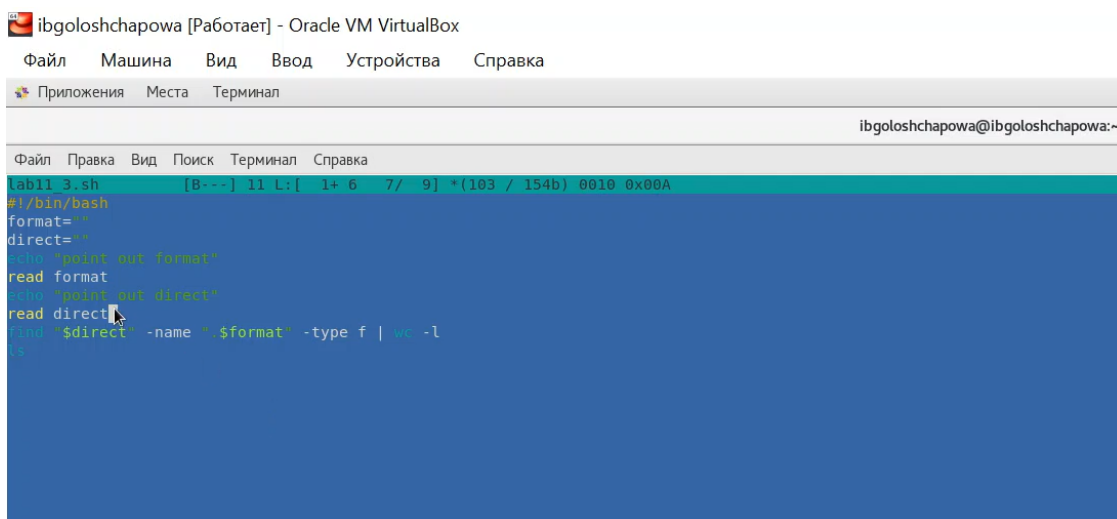 ibgoloshchapowa [Работает] - Oracle VM VirtualBox
Файл Машина Вид Ввод Устройства Справка
Приложения Места Терминал
ibgoloshchapowa@ibgoloshchapowa:~
Файл Правка Вид Поиск Терминал Справка
lab11_3.sh [B---] 11 L:[ 1+ 6 7/ 9] *(103 / 154b) 0010 0x00A
#!/bin/bash
format=""
direct=""
echo "point out format"
read format
echo "point out direct"
read direct
find "$direct" -name ".$format" -type f | wc -l
ls